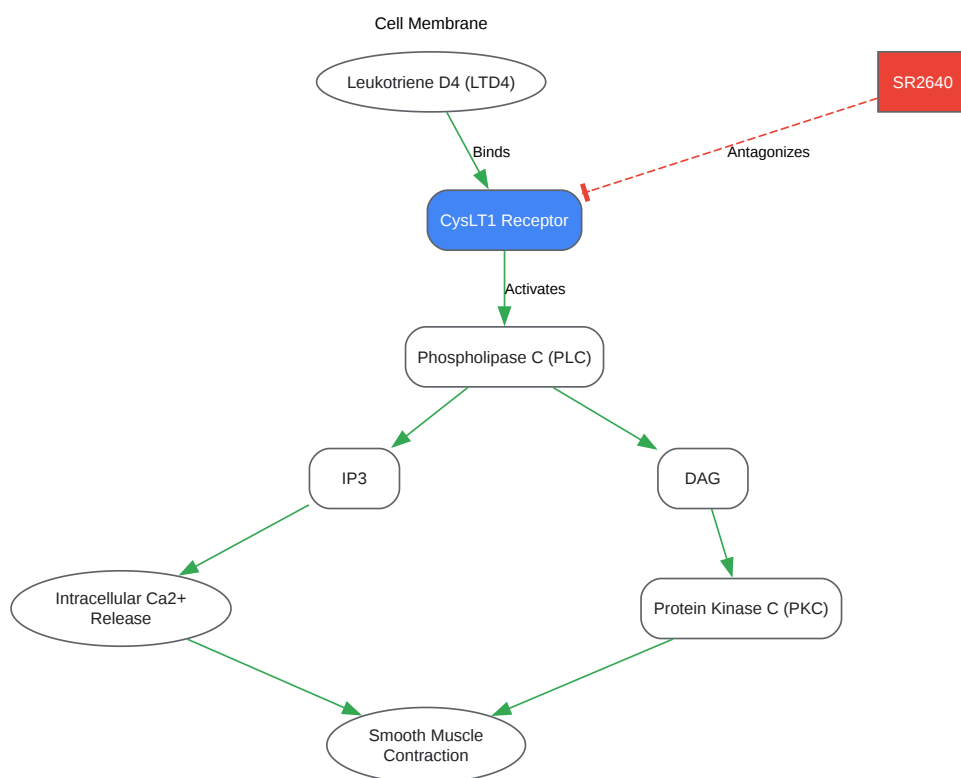 Cell Membrane
Leukotriene D4 (LTD4)
SR2640
Binds
Antagonizes
CysLT1 Receptor
Activates
Phospholipase C (PLC)
IP3
DAG
Intracellular Ca2+
Release
Protein Kinase C (PKC)
Smooth Muscle
Contraction